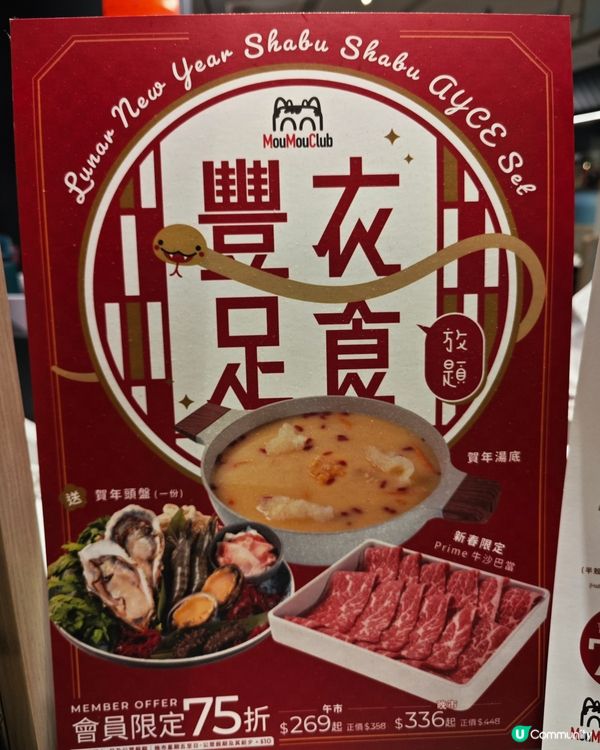 Lunar New Year Shabu Shabu AYCE Set
MouMouClub
衣食
豐足
放題
賀年湯底
送 賀年頭盤 (一份)
新春限定
Prime 牛沙巴當
MEMBER OFFER
會員限定75折
午市
$269起 正價$358
晚市
$336起 正價$448
(半
U Community